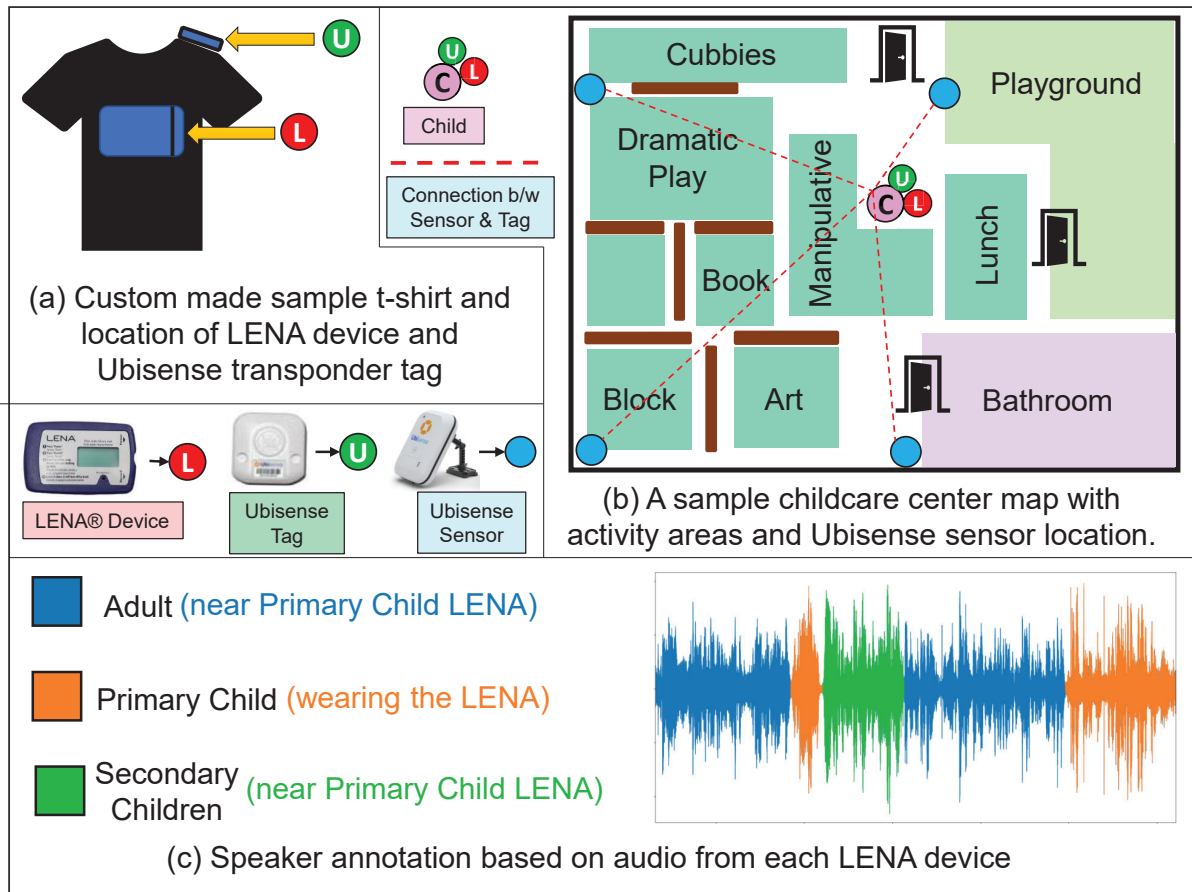 U
L
U
C
L
Child
Connection b/w
Sensor & Tag
(a) Custom made sample t-shirt and
location of LENA device and
Ubisense transponder tag
LENA
L
LENA® Device
U
Ubisense
Tag
Ubisense
Sensor
Cubbies
Playground
Dramatic
Play
Manipulative
U
C
L
Lunch
Book
Block
Art
Bathroom
(b) A sample childcare center map with
activity areas and Ubisense sensor location.
Adult (near Primary Child LENA)
Primary Child (wearing the LENA)
Secondary
Children (near Primary Child LENA)
(c) Speaker annotation based on audio from each LENA device